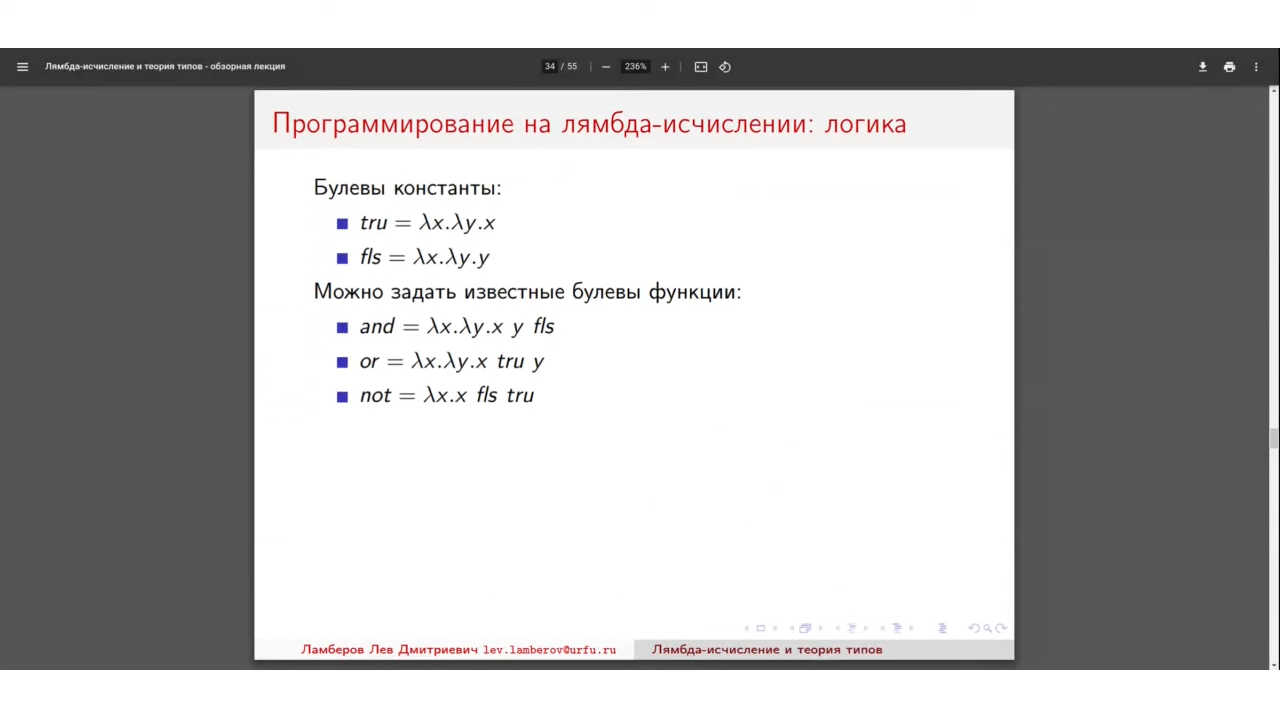 Лямбда-исчисление и теория типов - обзорная лекция
34 / 55
236%
Программирование на лямбда-исчислении: логика
Булевы константы:
tru = λx.λy.x
fls = λx.λy.y
Можно задать известные булевы функции:
and = λx.λy.x y fls
or = λx.λy.x tru y
not = λx.x fls tru
Ламберов Лев Дмитриевич lev.lamberov@urfu.ru
Лямбда-исчисление и теория типов